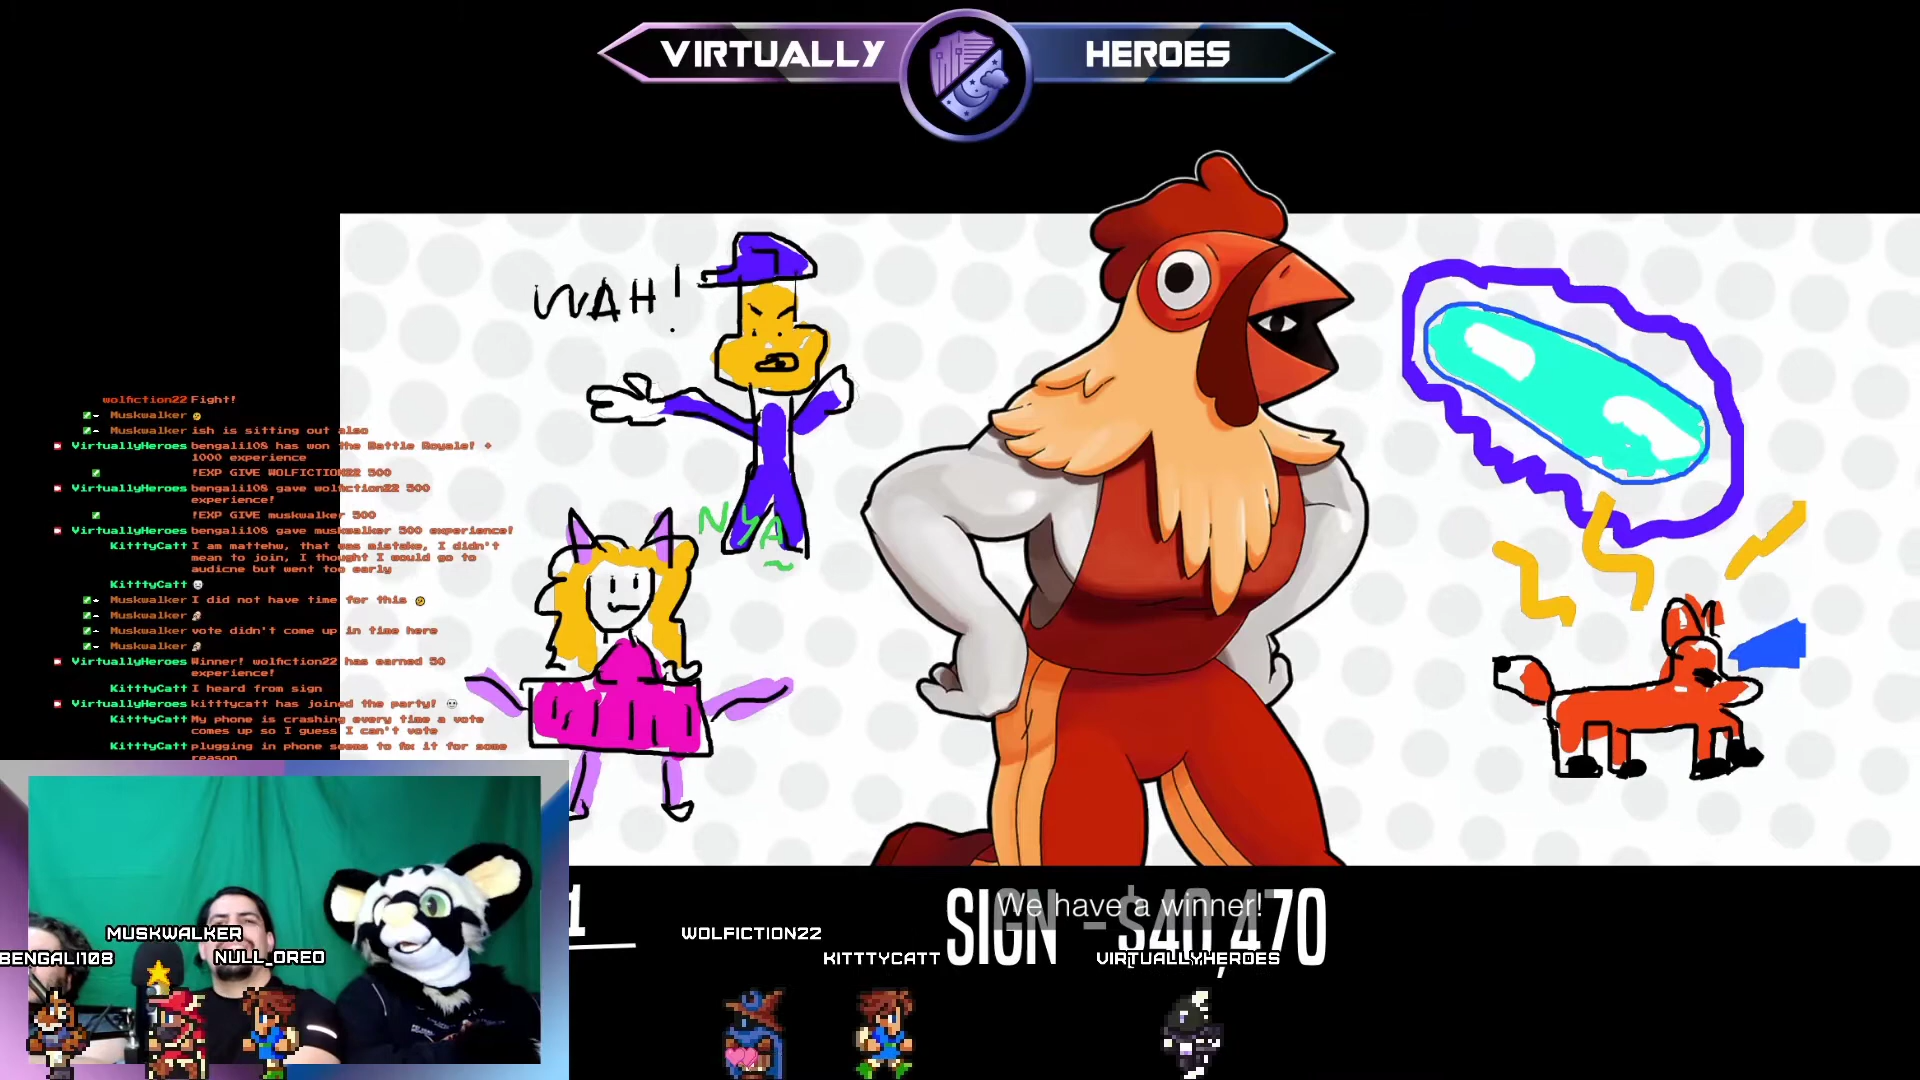 VIRTUALLY HEROES
WAH!
NYA
~
wolfiction22 Fight!
Muskwalker
Muskwalker ish is sitting out also
VirtuallyHeroes bengali108 has won the Battle Royale! +
1000 experience
!EXP GIVE WOLFICTION22 500
VirtuallyHeroes bengali108 gave wolfiction22 500
experience!
!EXP GIVE muskwalker 500
VirtuallyHeroes bengali108 gave muskwalker 500 experience!
KitttyCatt I am mattehw, that was mistake, I didn't
mean to join, I thought I would go to
audicne but went too early
KitttyCatt
Muskwalker I did not have time for this
Muskwalker
Muskwalker vote didn't come up in time here
Muskwalker
VirtuallyHeroes Winner! wolfiction22 has earned 50
experience!
KitttyCatt I heard from sign
VirtuallyHeroes kitttycatt has joined the party!
KitttyCatt My phone is crashing every time a vote
comes up so I guess I can't vote
KitttyCatt plugging in phone seems to fix it for some
reason
1
SIGN -$40,470
We have a winner!
MUSKWALKER
BENGALI108
NULL_OREO
WOLFICTION22
KITTTYCATT
VIRTUALLYHEROES